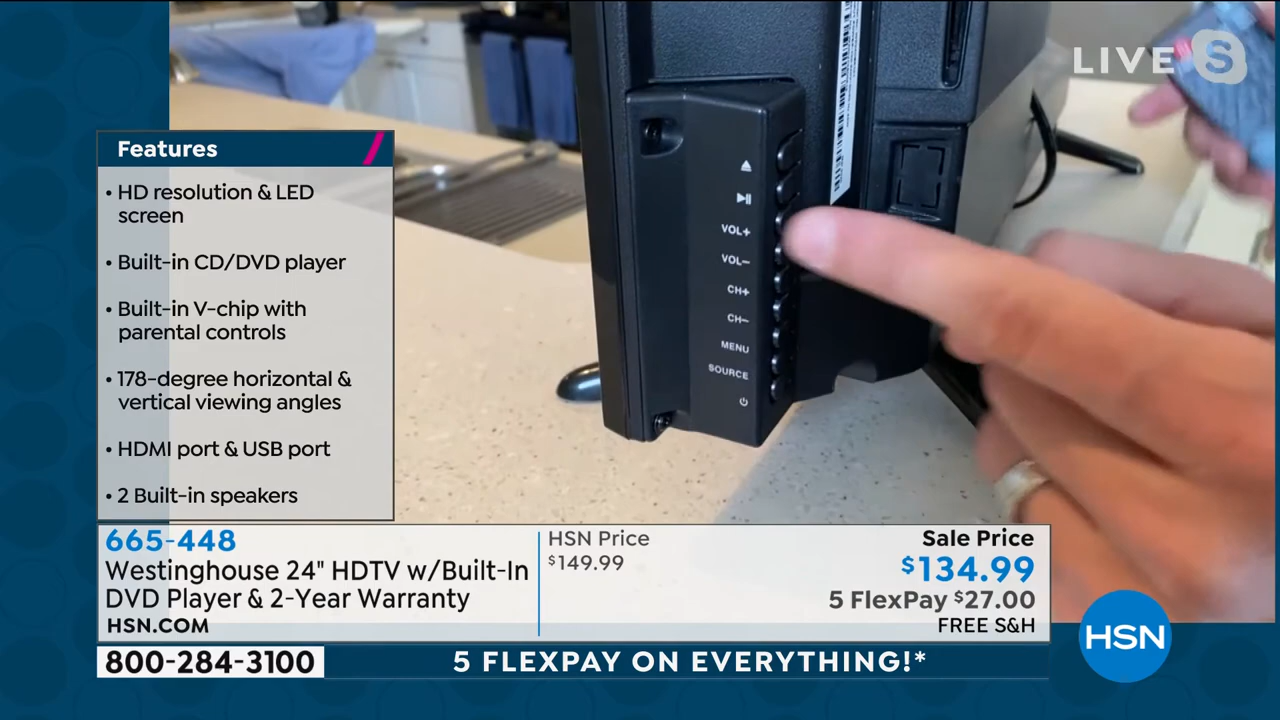 LIVE S
Features
• HD resolution & LED
screen
• Built-in CD/DVD player
• Built-in V-chip with
parental controls
• 178-degree horizontal &
vertical viewing angles
• HDMI port & USB port
• 2 Built-in speakers
VOL+
VOL−
CH+
CH−
MENU
SOURCE
665-448
Westinghouse 24" HDTV w/Built-In
DVD Player & 2-Year Warranty
HSN.COM
HSN Price
$149.99
Sale Price
$134.99
5 FlexPay $27.00
FREE S&H
HSN
800-284-3100
5 FLEXPAY ON EVERYTHING!*